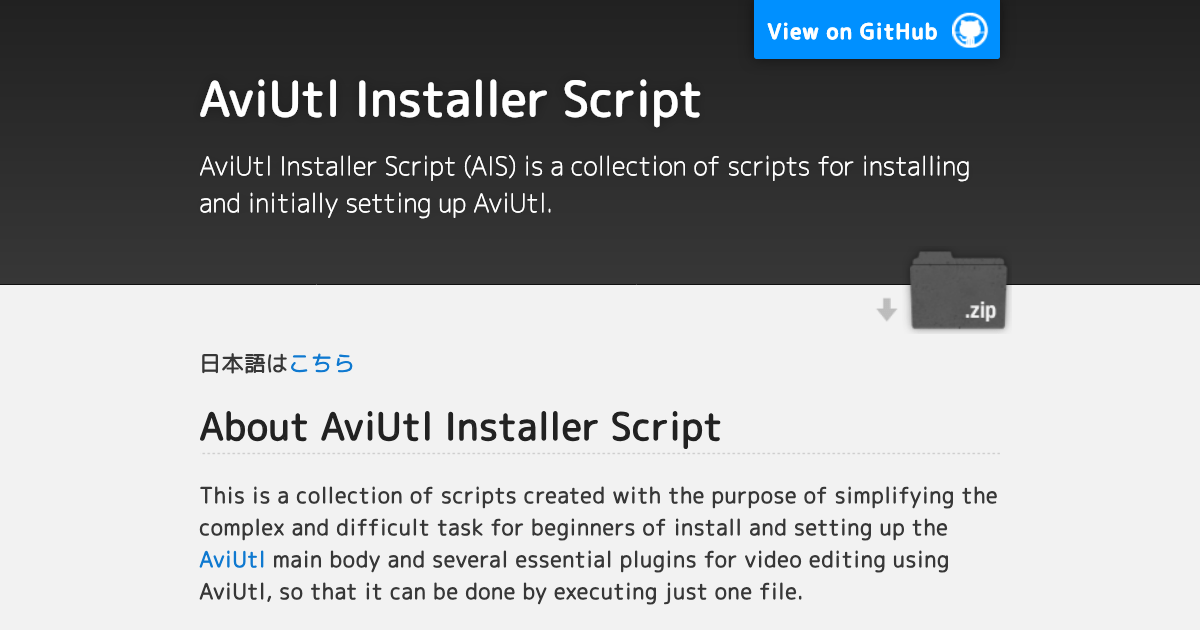 View on GitHub
AviUtl Installer Script
AviUtl Installer Script (AIS) is a collection of scripts for installing
and initially setting up AviUtl.
.zip
日本語はこちら
About AviUtl Installer Script
This is a collection of scripts created with the purpose of simplifying the
complex and difficult task for beginners of install and setting up the
AviUtl main body and several essential plugins for video editing using
AviUtl, so that it can be done by executing just one file.